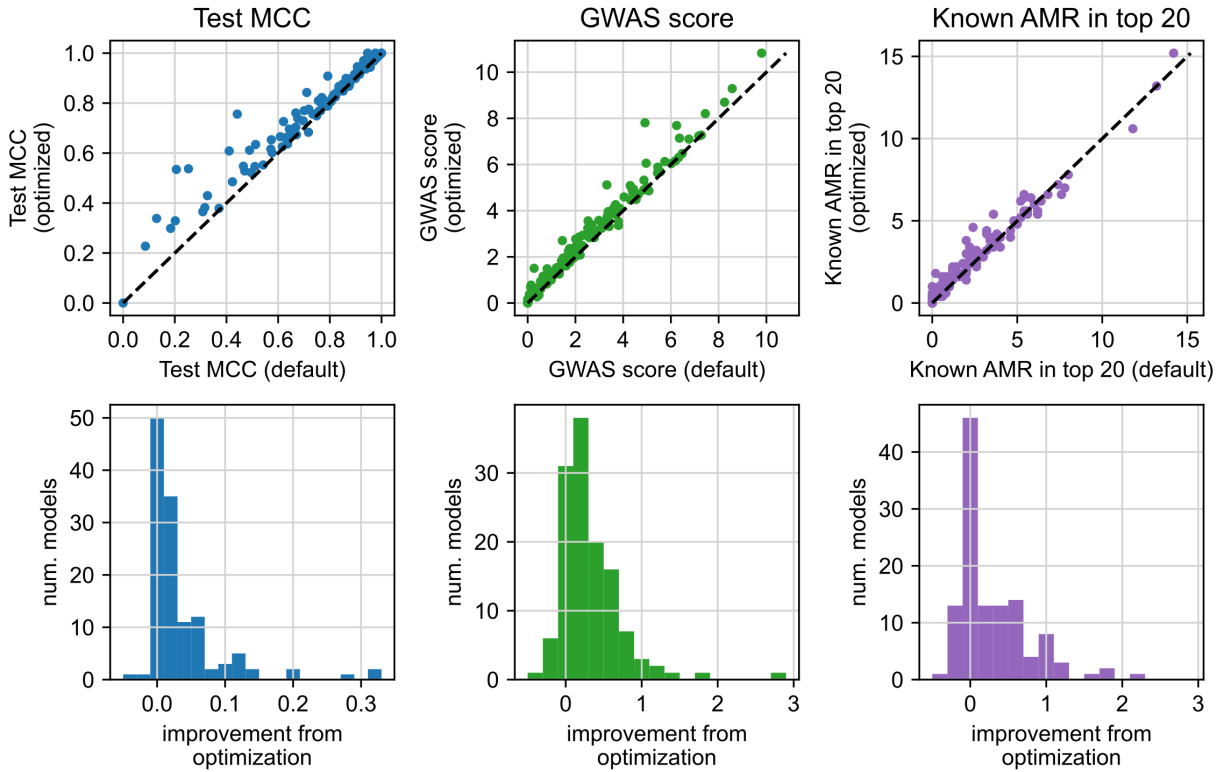 Test MCC
GWAS score
Known AMR in top 20
Test MCC
(optimized)
1.0
0.8
0.6
0.4
0.2
0.0
0.0 0.2 0.4 0.6 0.8 1.0
Test MCC (default)
GWAS score
(optimized)
10
8
6
4
2
0
0 2 4 6 8 10
GWAS score (default)
Known AMR in top 20
(optimized)
15
10
5
0
0 5 10 15
Known AMR in top 20 (default)
num. models
50
40
30
20
10
0
0.0 0.1 0.2 0.3
improvement from
optimization
num. models
30
20
10
0
0 1 2 3
improvement from
optimization
num. models
40
30
20
10
0
0 1 2 3
improvement from
optimization